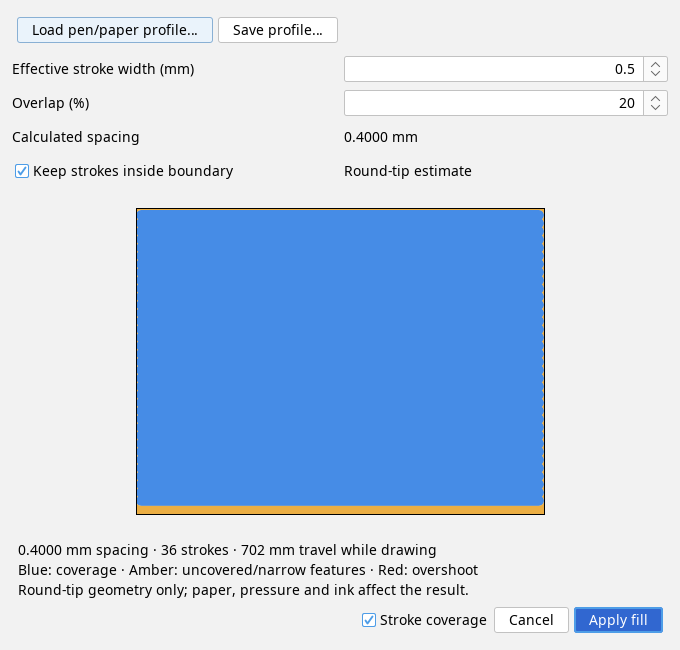 Load pen/paper profile... Save profile...
Effective stroke width (mm) 0.5
Overlap (%) 20
Calculated spacing 0.4000 mm
Keep strokes inside boundary Round-tip estimate
0.4000 mm spacing · 36 strokes · 702 mm travel while drawing
Blue: coverage · Amber: uncovered/narrow features · Red: overshoot
Round-tip geometry only; paper, pressure and ink affect the result.
Stroke coverage Cancel Apply fill